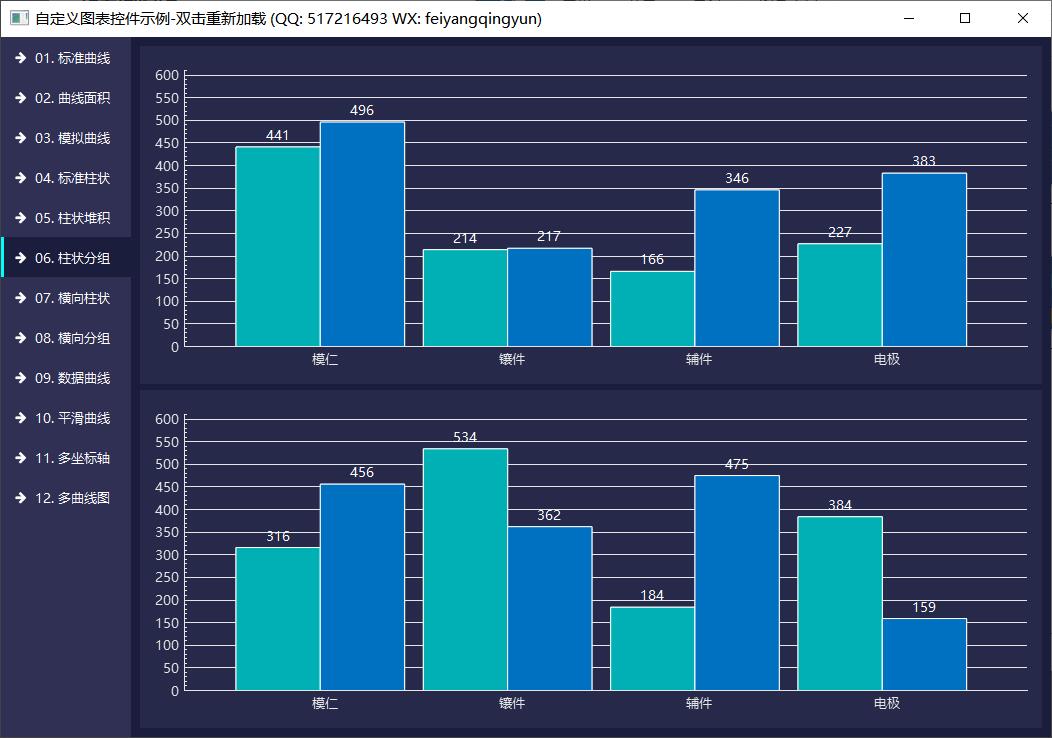 自定义图表控件示例-双击重新加载 (QQ: 517216493 WX: feiyangqingyun)
01. 标准曲线
02. 曲线面积
03. 模拟曲线
04. 标准柱状
05. 柱状堆积
06. 柱状分组
07. 横向柱状
08. 横向分组
09. 数据曲线
10. 平滑曲线
11. 多坐标轴
12. 多曲线图
600
550
500
450
400
350
300
250
200
150
100
50
0
441
496
214
217
166
346
227
383
模仁 镶件 辅件 电极
600
550
500
450
400
350
300
250
200
150
100
50
0
316
456
534
362
184
475
384
159
模仁 镶件 辅件 电极